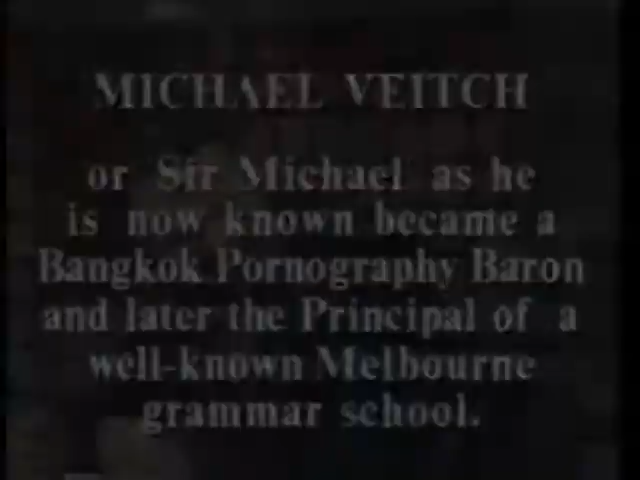 MICHAEL VEITCH
or Sir Michael as he
is now known became a
Bangkok Pornography Baron
and later the Principal of a
well-known Melbourne
grammar school.